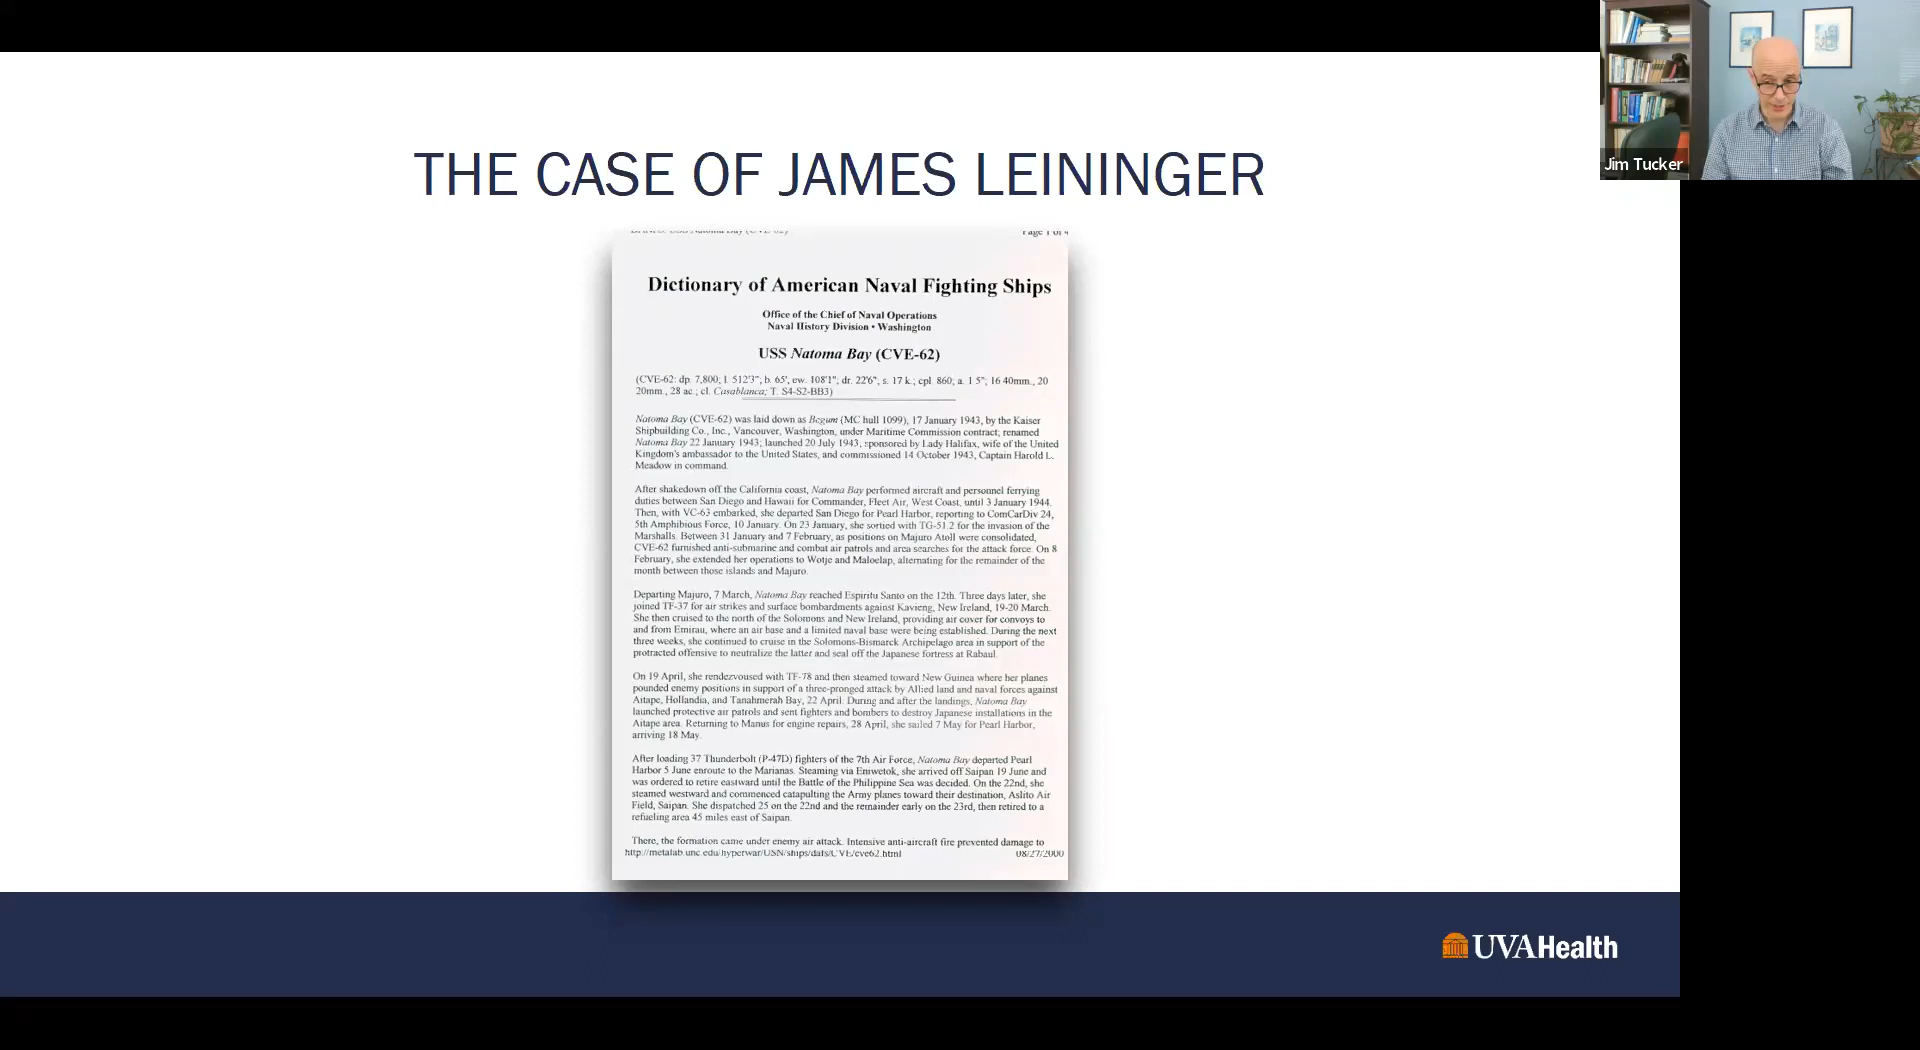 THE CASE OF JAMES LEININGER
Jim Tucker
USS Natoma Bay (CVE-62)
Page 1 of 4
Dictionary of American Naval Fighting Ships
Office of the Chief of Naval Operations
Naval History Division • Washington
USS Natoma Bay (CVE-62)
(CVE-62: dp. 7,800; l. 512'3"; b. 65', ew. 108'1"; dr. 22'6"; s. 17 k.; cpl. 860; a. 1 5"; 16 40mm., 20
20mm., 28 ac.; cl. Casablanca; T. S4-S2-BB3)
Natoma Bay (CVE-62) was laid down as Begum (MC hull 1099), 17 January 1943, by the Kaiser
Shipbuilding Co., Inc., Vancouver, Washington, under Maritime Commission contract; renamed
Natoma Bay 22 January 1943; launched 20 July 1943, sponsored by Lady Halifax, wife of the United
Kingdom's ambassador to the United States, and commissioned 14 October 1943, Captain Harold L.
Meadow in command.
After shakedown off the California coast, Natoma Bay performed aircraft and personnel ferrying
duties between San Diego and Hawaii for Commander, Fleet Air, West Coast, until 3 January 1944.
Then, with VC-63 embarked, she departed San Diego for Pearl Harbor, reporting to ComCarDiv 24,
5th Amphibious Force, 10 January. On 23 January, she sortied with TG-51.2 for the invasion of the
Marshalls. Between 31 January and 7 February, as positions on Majuro Atoll were consolidated,
CVE-62 furnished anti-submarine and combat air patrols and area searches for the attack force. On 8
February, she extended her operations to Wotje and Maloelap, alternating for the remainder of the
month between those islands and Majuro.
Departing Majuro, 7 March, Natoma Bay reached Espiritu Santo on the 12th. Three days later, she
joined TF-37 for air strikes and surface bombardments against Kavieng, New Ireland, 19-20 March.
She then cruised to the north of the Solomons and New Ireland, providing air cover for convoys to
and from Emirau, where an air base and a limited naval base were being established. During the next
three weeks, she continued to cruise in the Solomons-Bismarck Archipelago area in support of the
protracted offensive to neutralize the latter and seal off the Japanese fortress at Rabaul.
On 19 April, she rendezvoused with TF-78 and then steamed toward New Guinea where her planes
pounded enemy positions in support of a three-pronged attack by Allied land and naval forces against
Aitape, Hollandia, and Tanahmerah Bay, 22 April. During and after the landings, Natoma Bay
launched protective air patrols and sent fighters and bombers to destroy Japanese installations in the
Aitape area. Returning to Manus for engine repairs, 28 April, she sailed 7 May for Pearl Harbor,
arriving 18 May.
After loading 37 Thunderbolt (P-47D) fighters of the 7th Air Force, Natoma Bay departed Pearl
Harbor 5 June enroute to the Marianas. Steaming via Eniwetok, she arrived off Saipan 19 June and
was ordered to retire eastward until the Battle of the Philippine Sea was decided. On the 22nd, she
steamed westward and commenced catapulting the Army planes toward their destination, Aslito Air
Field, Saipan. She dispatched 25 on the 22nd and the remainder early on the 23rd, then retired to a
refueling area 45 miles east of Saipan.
There, the formation came under enemy air attack. Intensive anti-aircraft fire prevented damage to
http://metalab.unc.edu/hyperwar/USN/ships/dafs/CVE/cve62.html
08/27/2000
UVAHealth